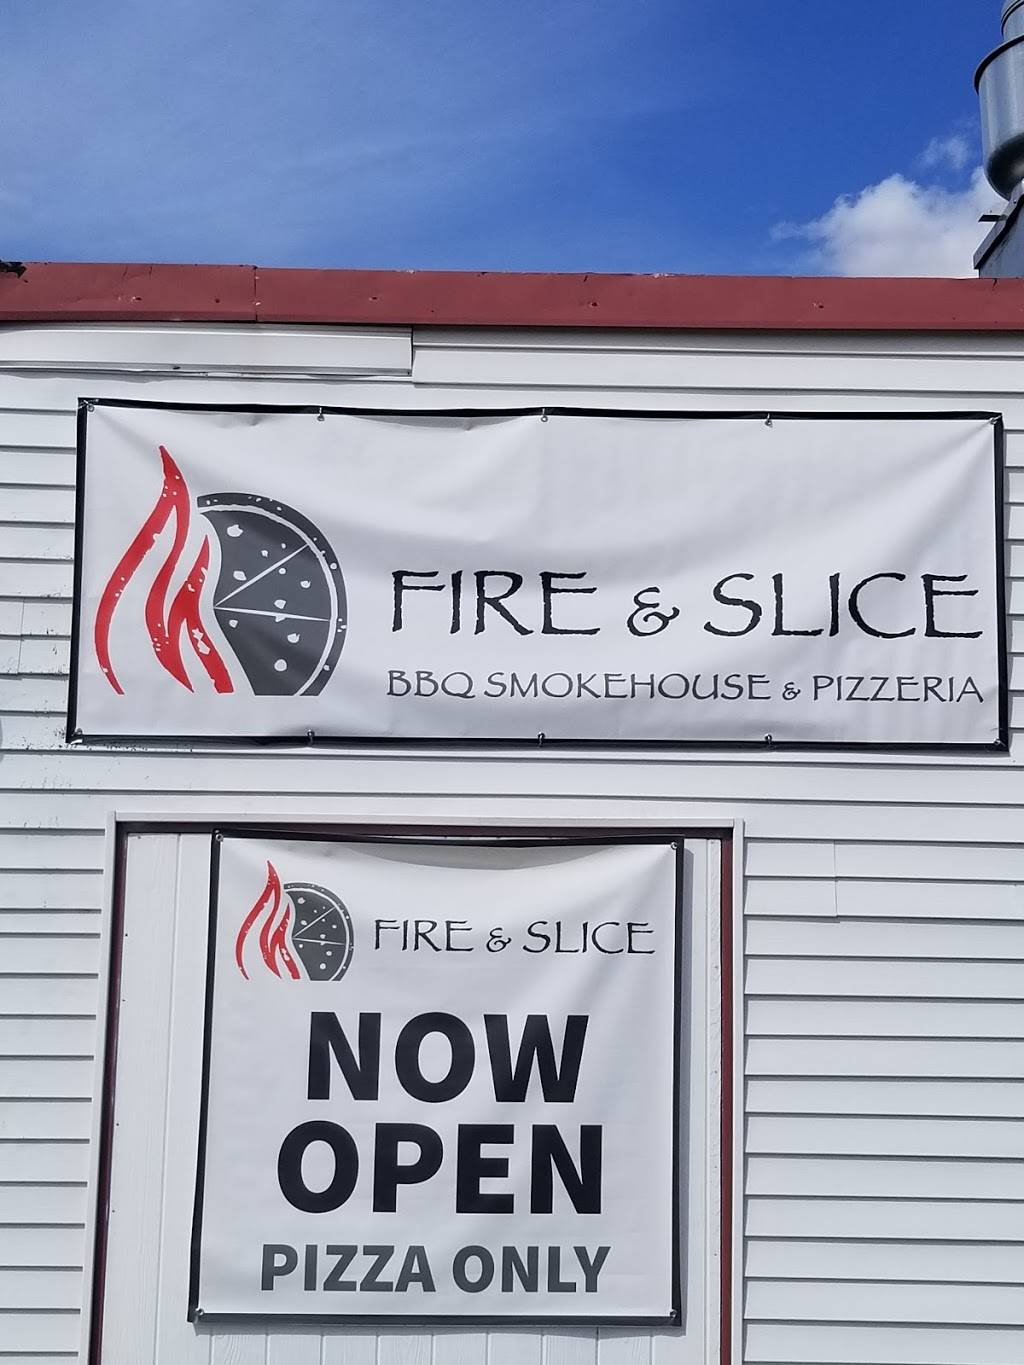 FIRE & SLICE
BBQ SMOKEHOUSE & PIZZERIA
FIRE & SLICE
NOW
OPEN
PIZZA ONLY